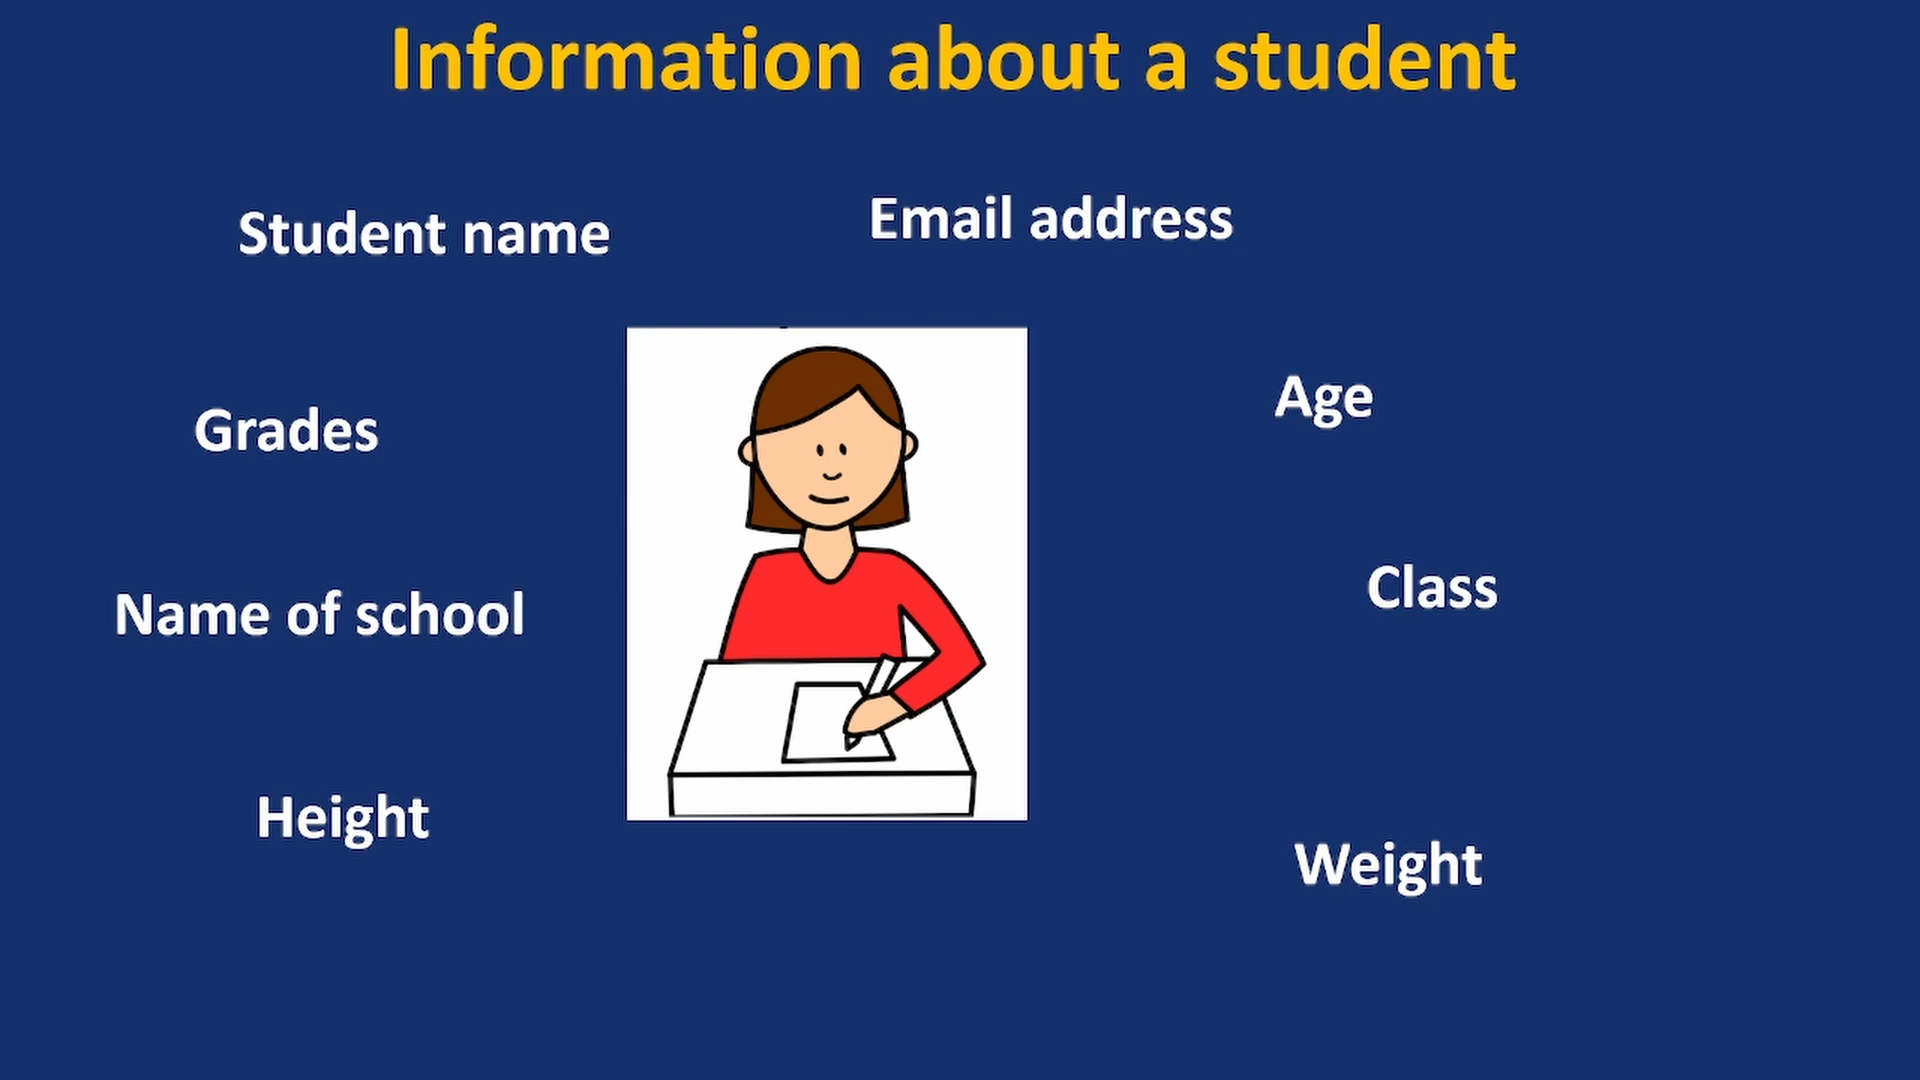 Information about a student
Student name
Email address
Grades
Age
Name of school
Class
Height
Weight